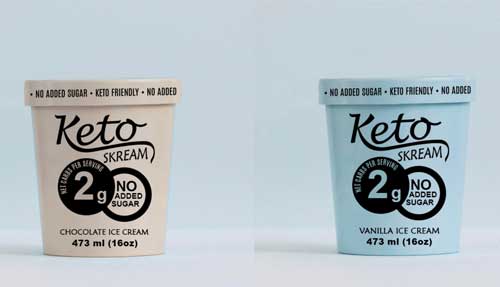 • NO ADDED SUGAR • KETO FRIENDLY • NO ADDED
Keto
SKREAM
NET CARBS PER SERVING
2g
NO
ADDED
SUGAR
CHOCOLATE ICE CREAM
473 ml (16oz)
• NO ADDED SUGAR • KETO FRIENDLY • NO ADDED
Keto
SKREAM
NET CARBS PER SERVING
2g
NO
ADDED
SUGAR
VANILLA ICE CREAM
473 ml (16oz)